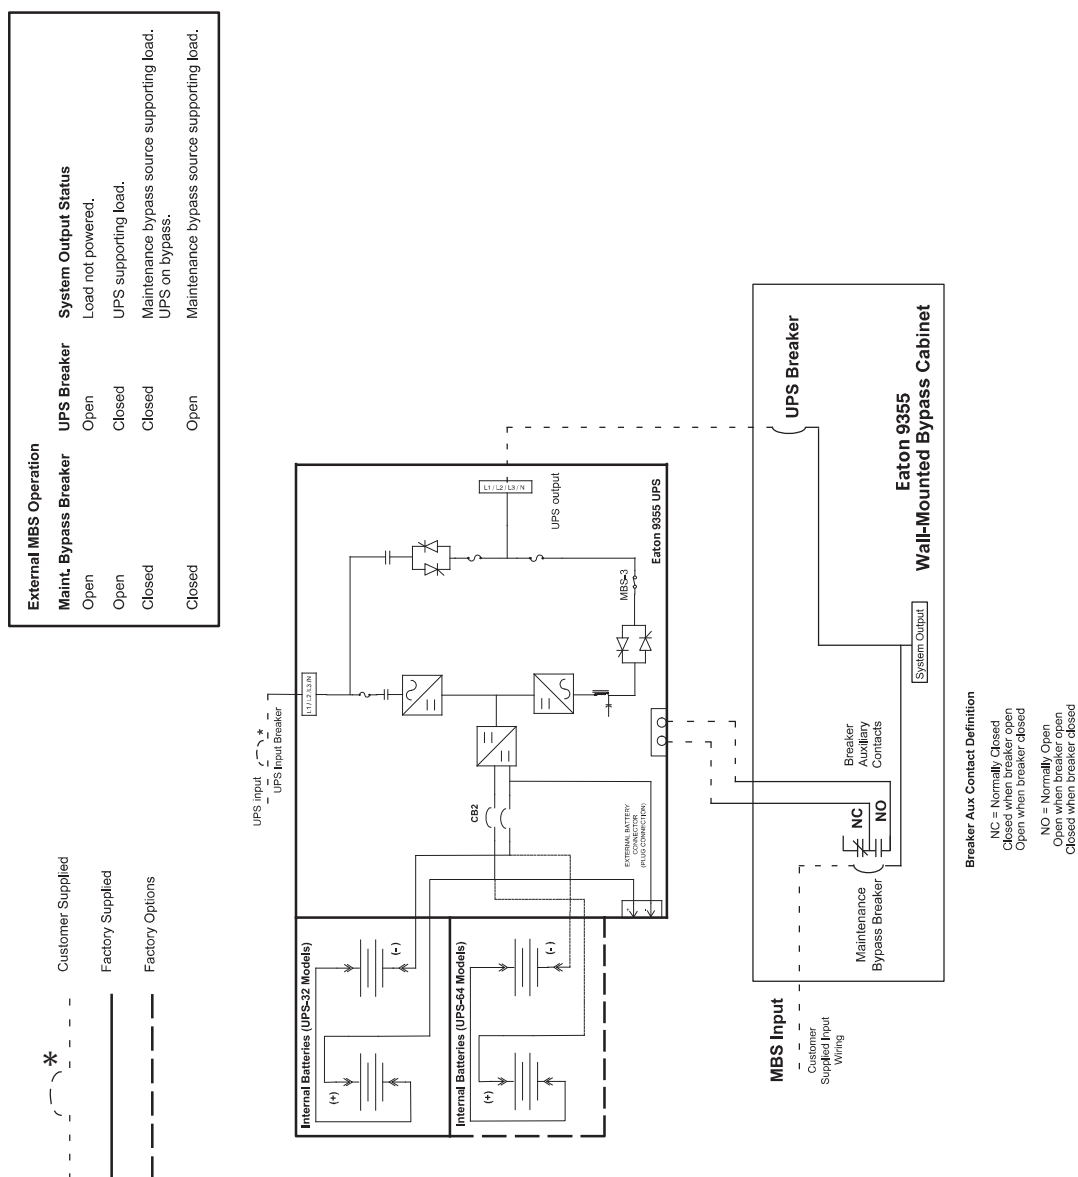 Customer Supplied
*
Factory Supplied
Factory Options
External MBS Operation
Maint. Bypass Breaker UPS Breaker System Output Status
Open Open Load not powered.
Open Closed UPS supporting load.
Closed Closed Maintenance bypass source supporting load.
UPS on bypass.
Closed Open Maintenance bypass source supporting load.
UPS input
*
UPS Input Breaker
L1 / L2 /L3 /N
L1 / L2 / L3 / N
UPS output
MBS-3
Eaton 9355 UPS
CB2
EXTERNAL BATTERY
CONNECTOR
(PLUG CONNECTION)
Internal Batteries (UPS-32 Models)
(+)
(-)
Internal Batteries (UPS-64 Models)
(+)
(-)
MBS Input
Customer
Supplied Input
Wiring
Maintenance
Bypass Breaker
NC
NO
Breaker
Auxiliary
Contacts
System Output
UPS Breaker
Eaton 9355
Wall-Mounted Bypass Cabinet
Breaker Aux Contact Definition
NC = Normally Closed
Closed when breaker open
Open when breaker closed
NO = Normally Open
Open when breaker open
Closed when breaker closed